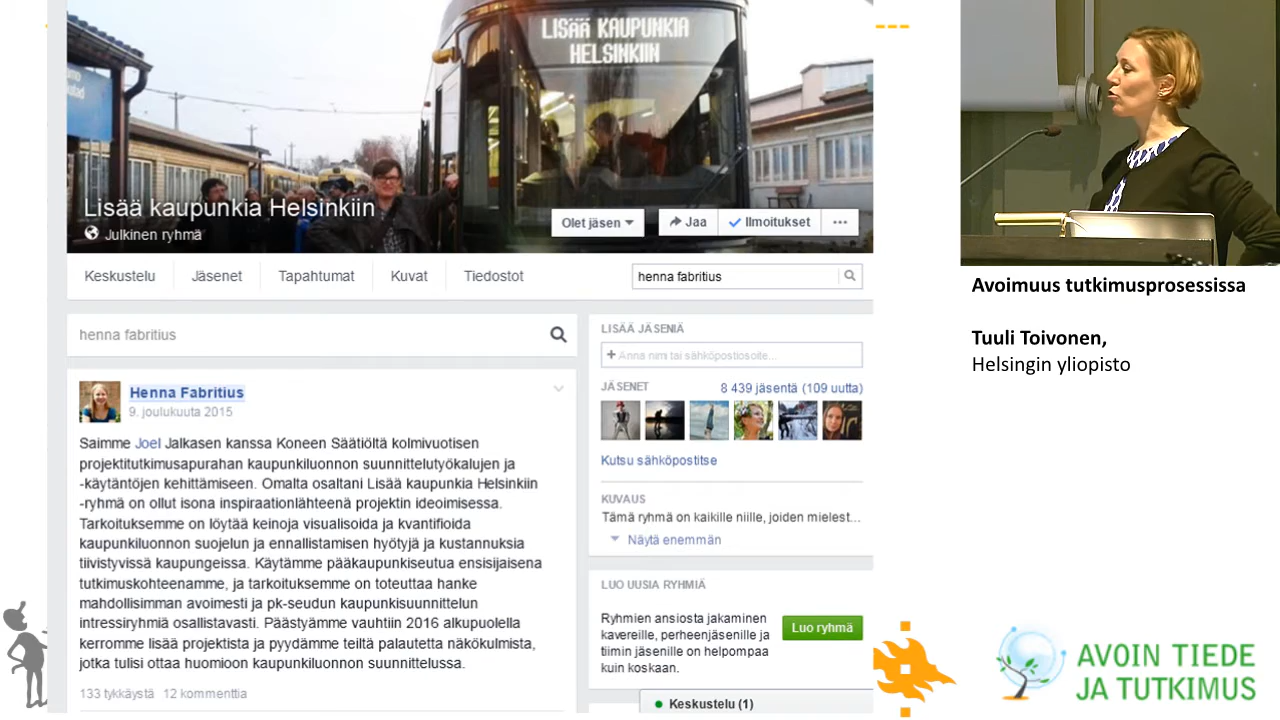 LISÄÄ KAUPUNKIA
HELSINKIIN
Lisää kaupunkia Helsinkiin
Julkinen ryhmä
Olet jäsen
Jaa
Ilmoitukset
Keskustelu
Jäsenet
Tapahtumat
Kuvat
Tiedostot
henna fabritius
henna fabritius
Henna Fabritius
9. joulukuuta 2015
Saimme Joel Jalkasen kanssa Koneen Säätiöltä kolmivuotisen
projektitutkimusapurahan kaupunkiluonnon suunnittelutyökalujen ja
-käytäntöjen kehittämiseen. Omalta osaltani Lisää kaupunkia Helsinkiin
-ryhmä on ollut isona inspiraationlähteenä projektin ideoimisessa.
Tarkoituksemme on löytää keinoja visualisoida ja kvantifioida
kaupunkiluonnon suojelun ja ennallistamisen hyötyjä ja kustannuksia
tiivistyvissä kaupungeissa. Käytämme pääkaupunkiseutua ensisijaisena
tutkimuskohteenamme, ja tarkoituksemme on toteuttaa hanke
mahdollisimman avoimesti ja pk-seudun kaupunkisuunnittelun
intressiryhmiä osallistavasti. Päästyämme vauhtiin 2016 alkupuolella
kerromme lisää projektista ja pyydämme teiltä palautetta näkökulmista,
jotka tulisi ottaa huomioon kaupunkiluonnon suunnittelussa.
133 tykkäystä 12 kommenttia
LISÄÄ JÄSENIÄ
+ Anna nimi tai sähköpostiosoite...
JÄSENET 8 439 jäsentä (109 uutta)
Kutsu sähköpostitse
KUVAUS
Tämä ryhmä on kaikille niille, joiden mielest...
Näytä enemmän
LUO UUSIA RYHMIÄ
Ryhmien ansiosta jakaminen
kavereille, perheenjäsenille ja
tiimin jäsenille on helpompaa
kuin koskaan.
Luo ryhmä
Keskustelu (1)
Avoimuus tutkimusprosessissa
Tuuli Toivonen,
Helsingin yliopisto
AVOIN TIEDE
JA TUTKIMUS